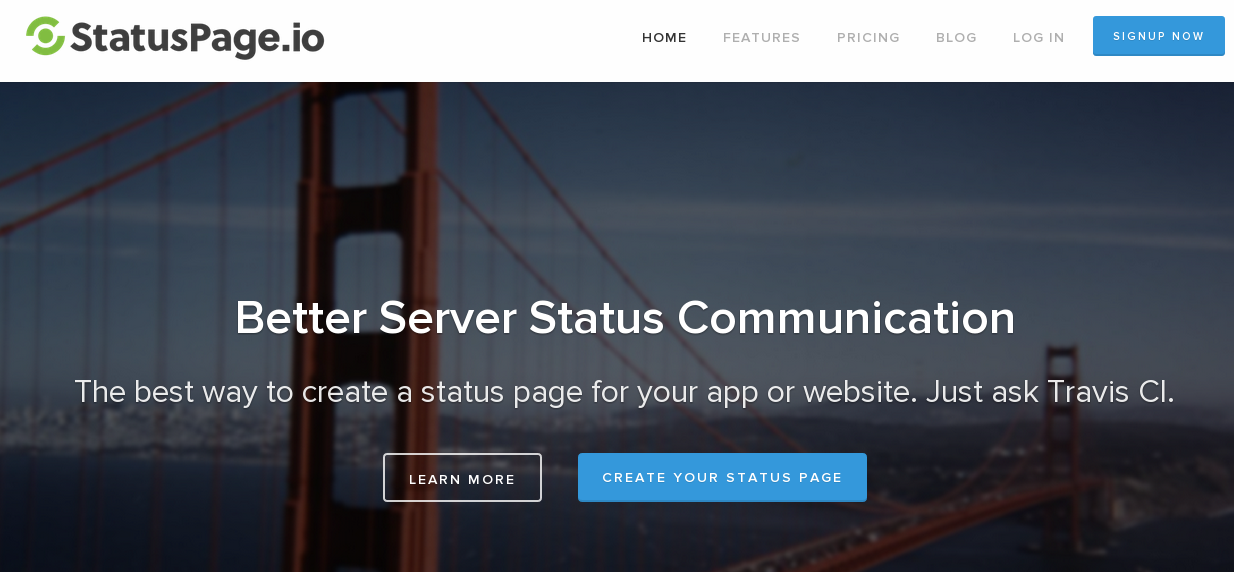 StatusPage.io
HOME FEATURES PRICING BLOG LOG IN SIGNUP NOW
Better Server Status Communication
The best way to create a status page for your app or website. Just ask Travis CI.
LEARN MORE CREATE YOUR STATUS PAGE